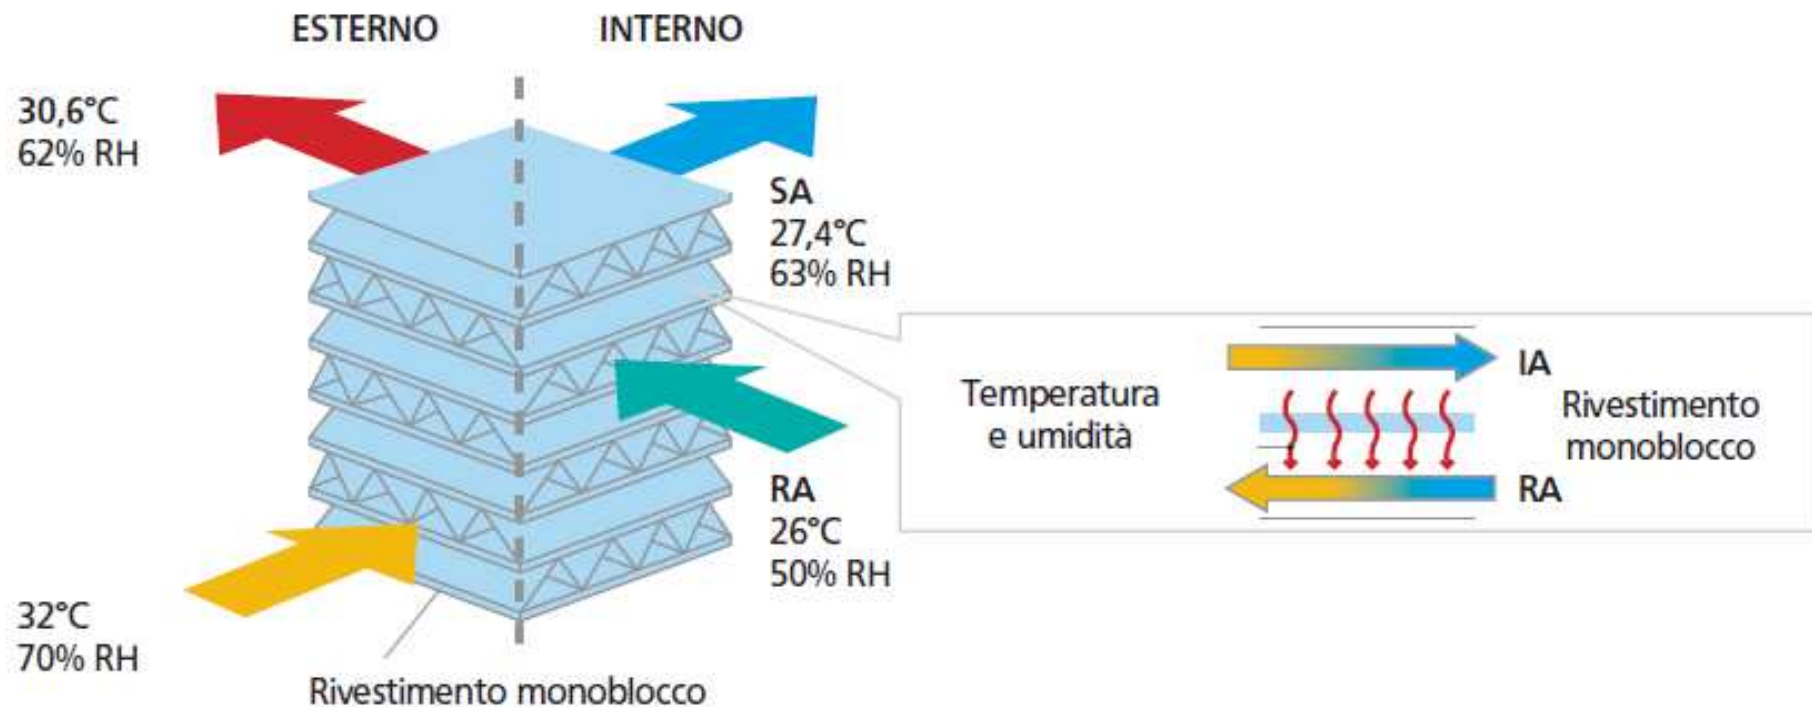 ESTERNO
INTERNO
30,6°C
62% RH
SA
27,4°C
63% RH
RA
26°C
50% RH
32°C
70% RH
Rivestimento monoblocco
Temperatura
e umidità
IA
Rivestimento
monoblocco
RA